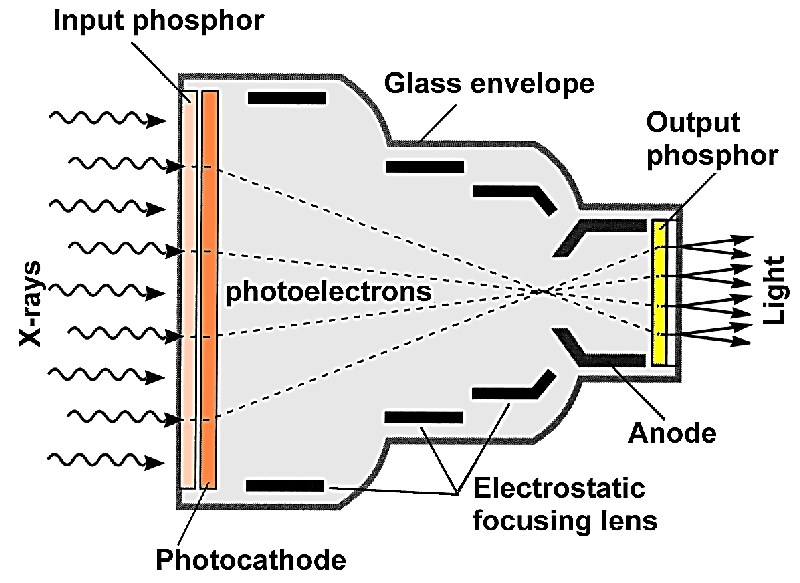 Input phosphor
Glass envelope
Output
phosphor
X-rays
photoelectrons
Light
Anode
Electrostatic
focusing lens
Photocathode